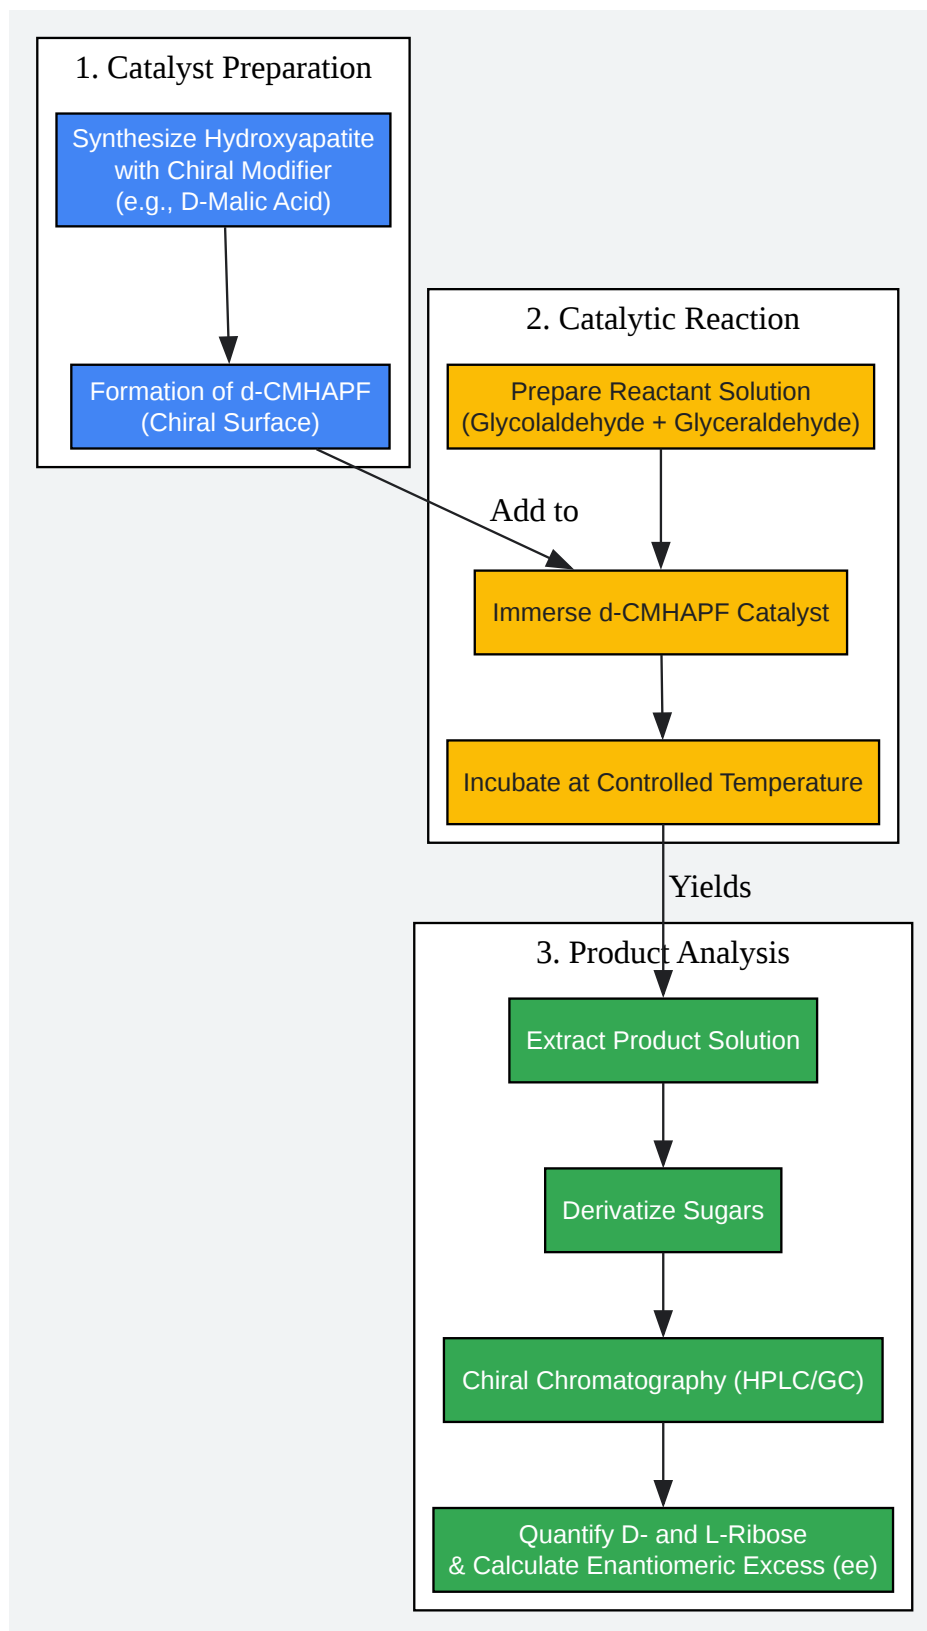 1. Catalyst Preparation
Synthesize Hydroxyapatite
with Chiral Modifier
(e.g., D-Malic Acid)
Formation of d-CMHAPF
(Chiral Surface)
2. Catalytic Reaction
Prepare Reactant Solution
(Glycolaldehyde + Glyceraldehyde)
Add to
Immerse d-CMHAPF Catalyst
Incubate at Controlled Temperature
Yields
3. Product Analysis
Extract Product Solution
Derivatize Sugars
Chiral Chromatography (HPLC/GC)
Quantify D- and L-Ribose
& Calculate Enantiomeric Excess (ee)